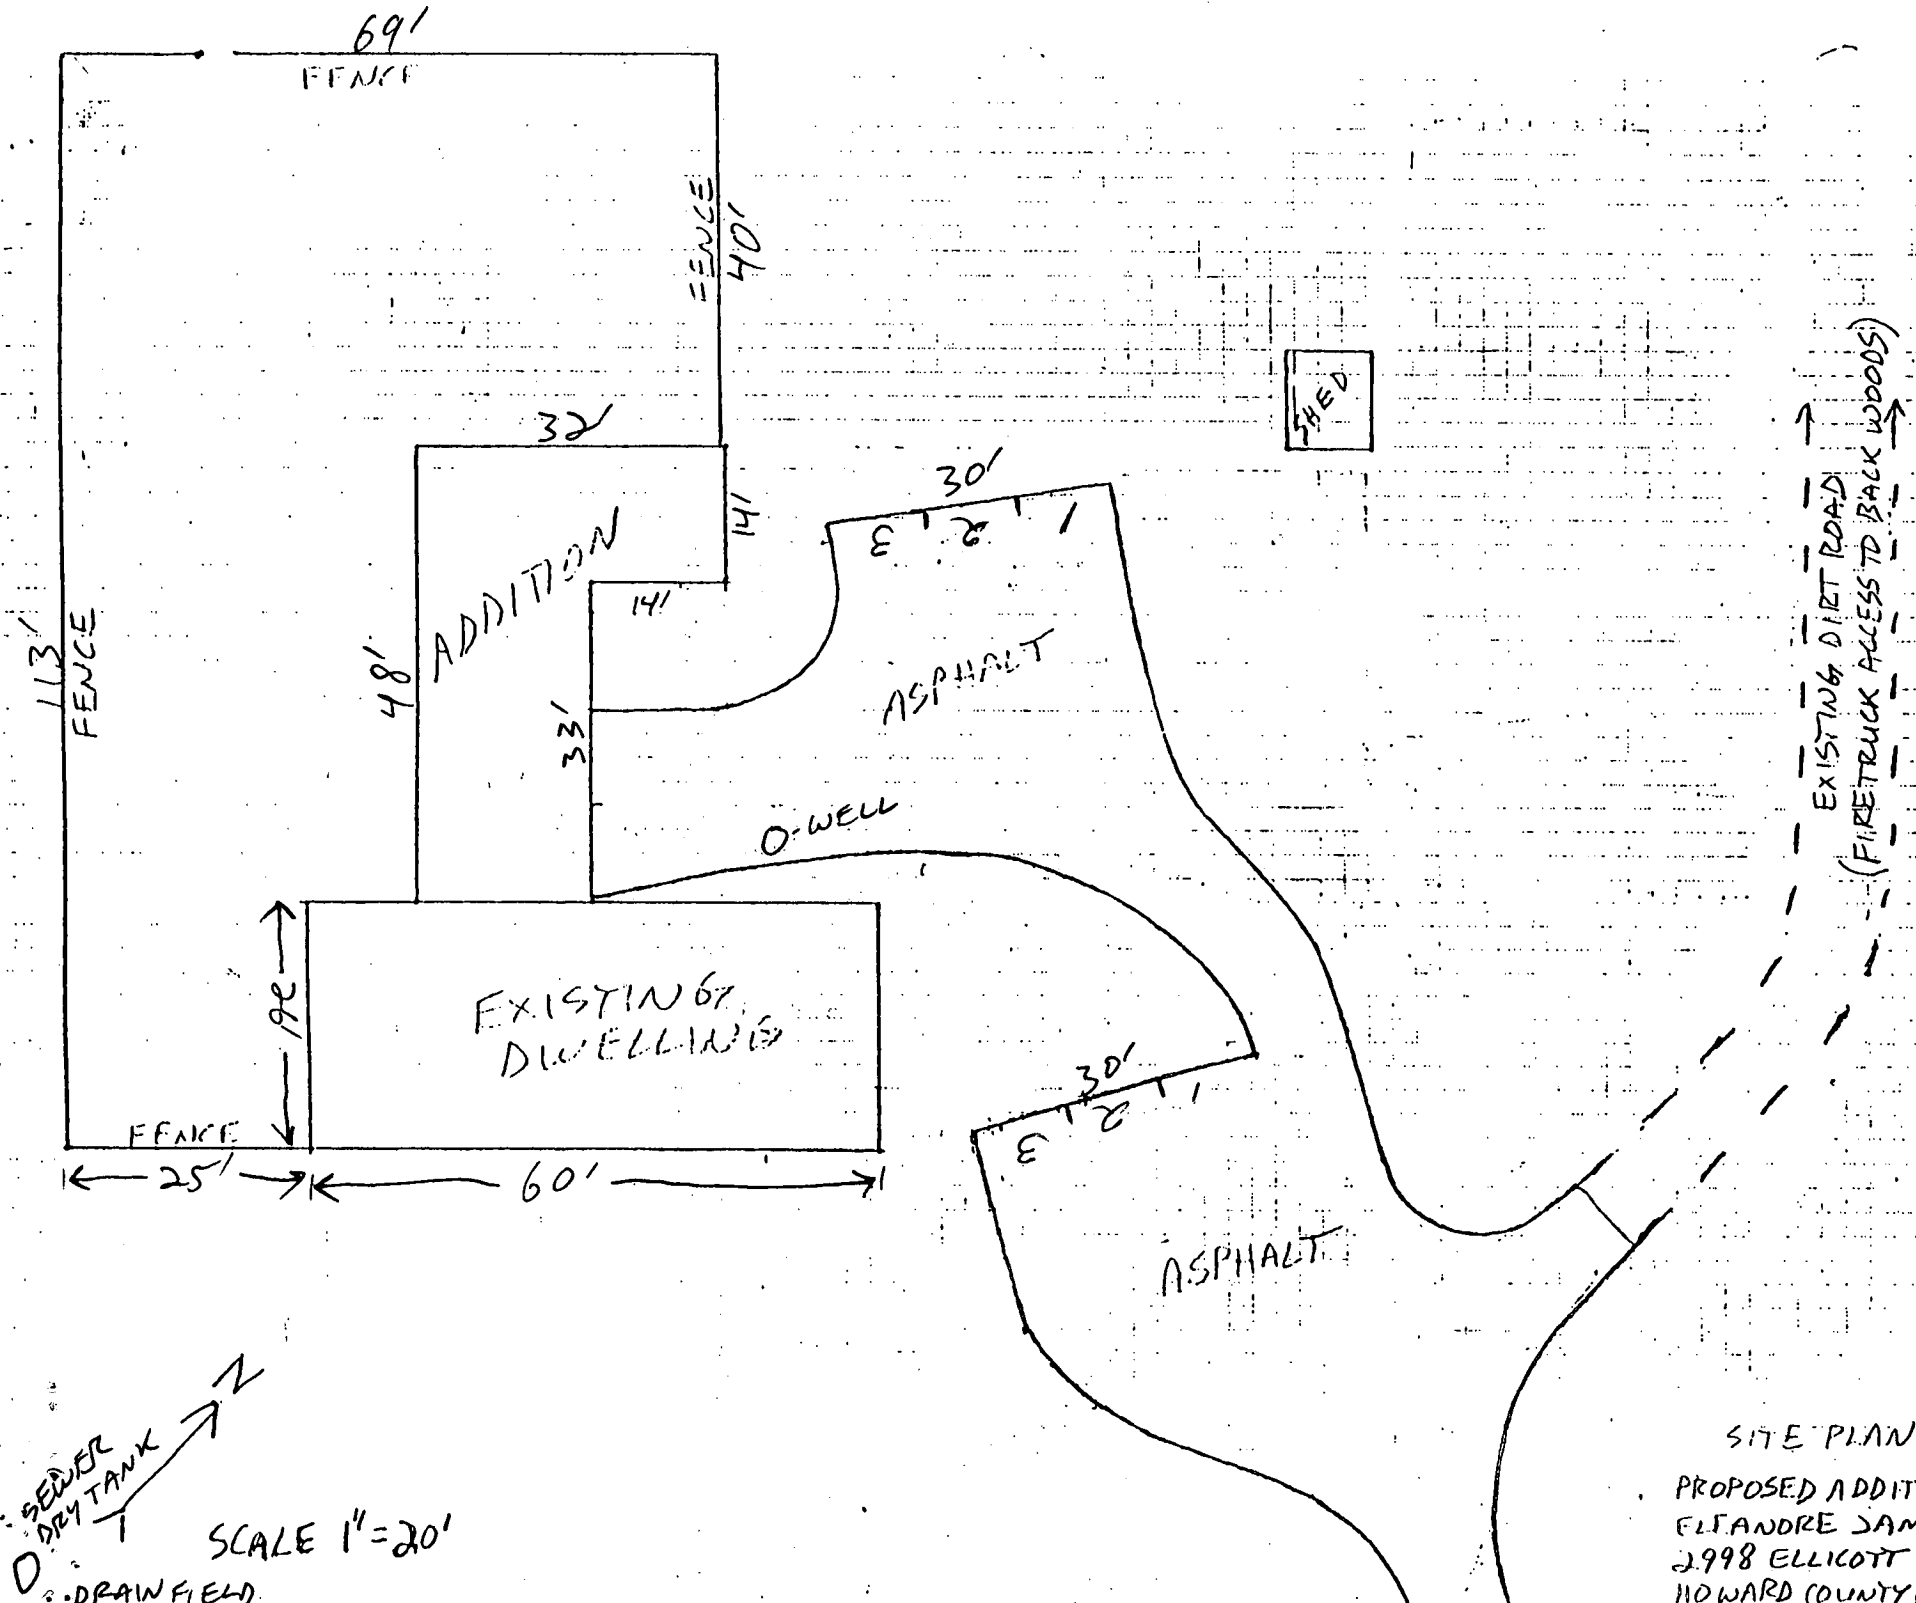 69'
FENCE
FENCE
40'
32'
14'
14'
ADDITION
48'
33'
113'
FENCE
30'
3 2 1
ASPHALT
SHED
EXISTING DIRT ROAD
(FIRETRUCK ACCESS TO BACK WOODS)
O-WELL
EXISTING
DWELLING
FENCE
25'
60'
30'
3 2 1
ASPHALT
N
SEWER
DRY TANK
SCALE 1"=20'
DRAINFIELD
SITE PLAN
PROPOSED ADDIT
2998 ELLICOTT
HOWARD COUNTY,